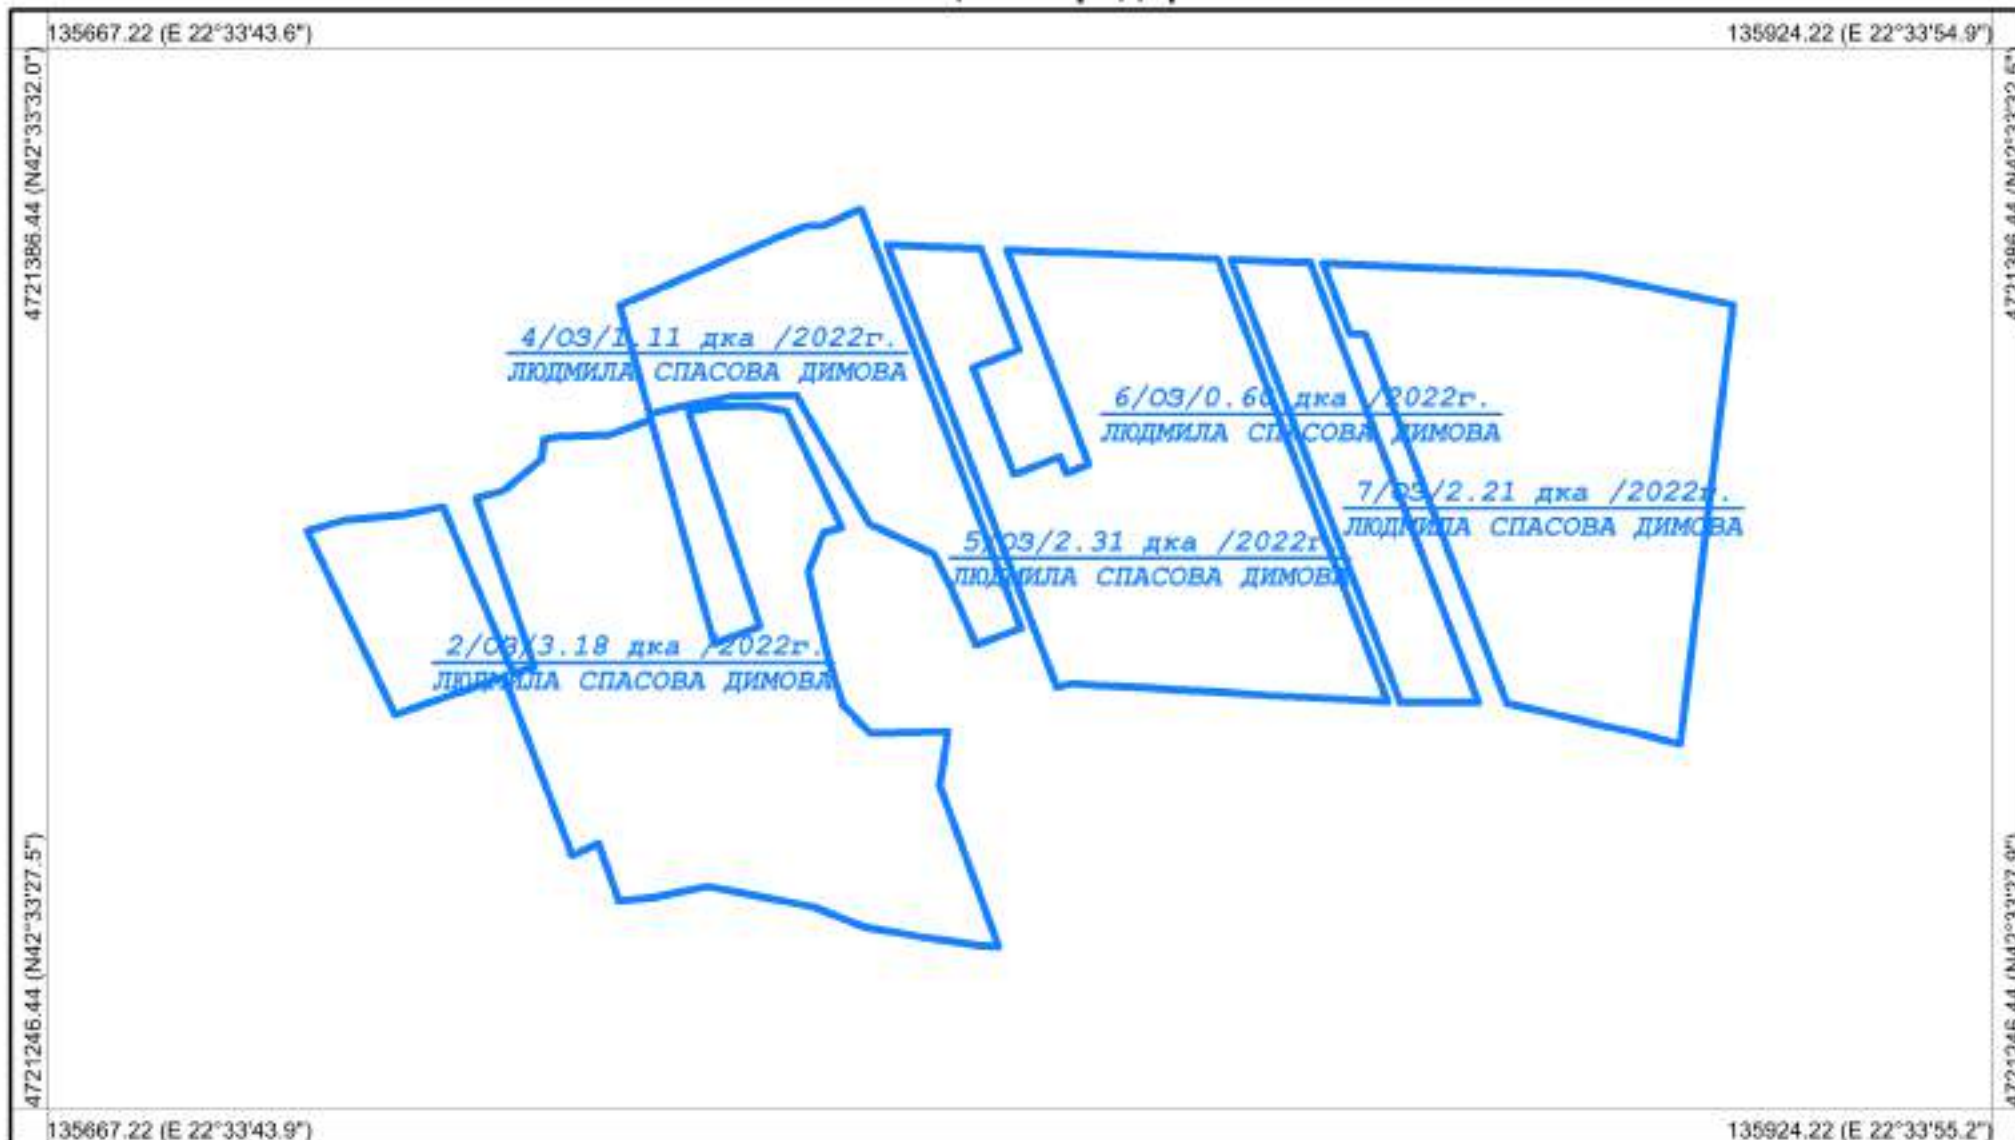 135667.22 (E 22°33'43.6")
135924.22 (E 22°33'54.9")
4721386.44 (N42°33'32.0")
4/ОЗ/1.11 дка /2022г.
ЛЮДМИЛА СПАСОВА ДИМОВА
6/ОЗ/0.60 дка /2022г.
ЛЮДМИЛА СПАСОВА ДИМОВА
7/ОЗ/2.21 дка /2022г.
ЛЮДМИЛА СПАСОВА ДИМОВА
5/ОЗ/2.31 дка /2022г.
ЛЮДМИЛА СПАСОВА ДИМОВА
2/ОЗ/3.18 дка /2022г.
ЛЮДМИЛА СПАСОВА ДИМОВА
4721246.44 (N42°33'27.5")
135667.22 (E 22°33'43.9")
135924.22 (E 22°33'55.2")